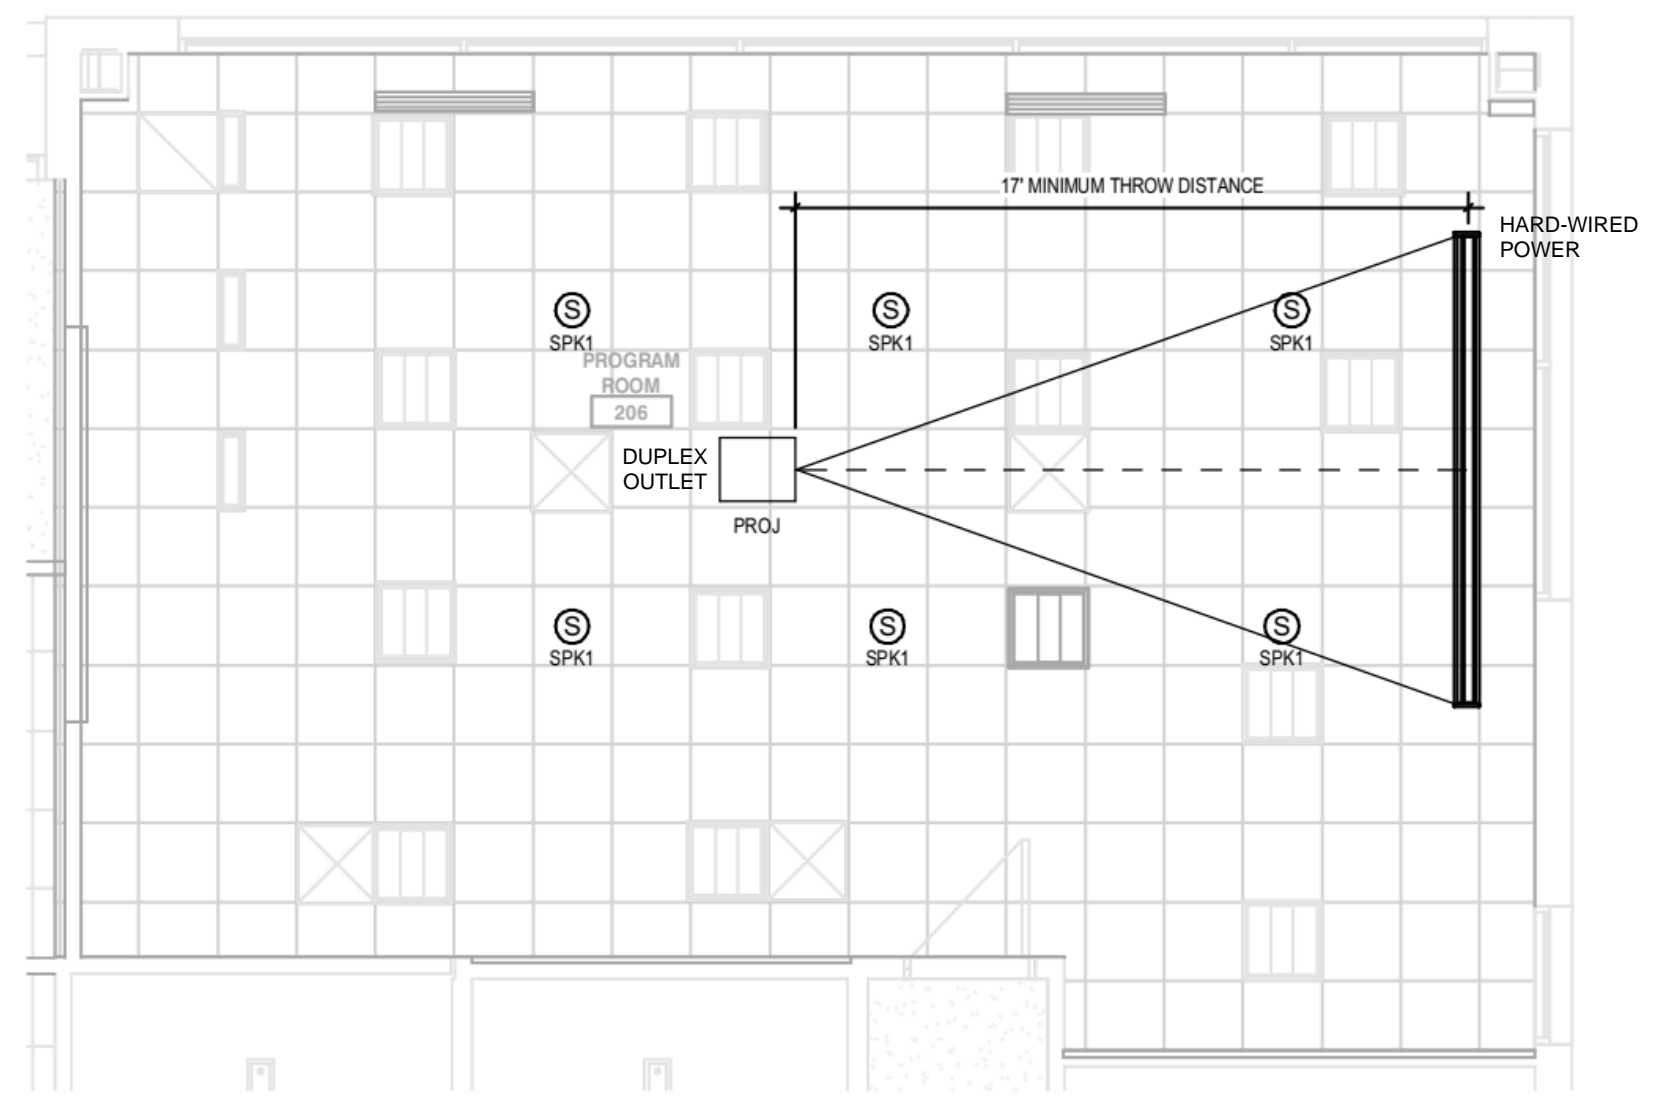 17' MINIMUM THROW DISTANCE
HARD-WIRED
POWER
S
SPK1
S
SPK1
S
SPK1
PROGRAM
ROOM
206
DUPLEX
OUTLET
PROJ
S
SPK1
S
SPK1
S
SPK1